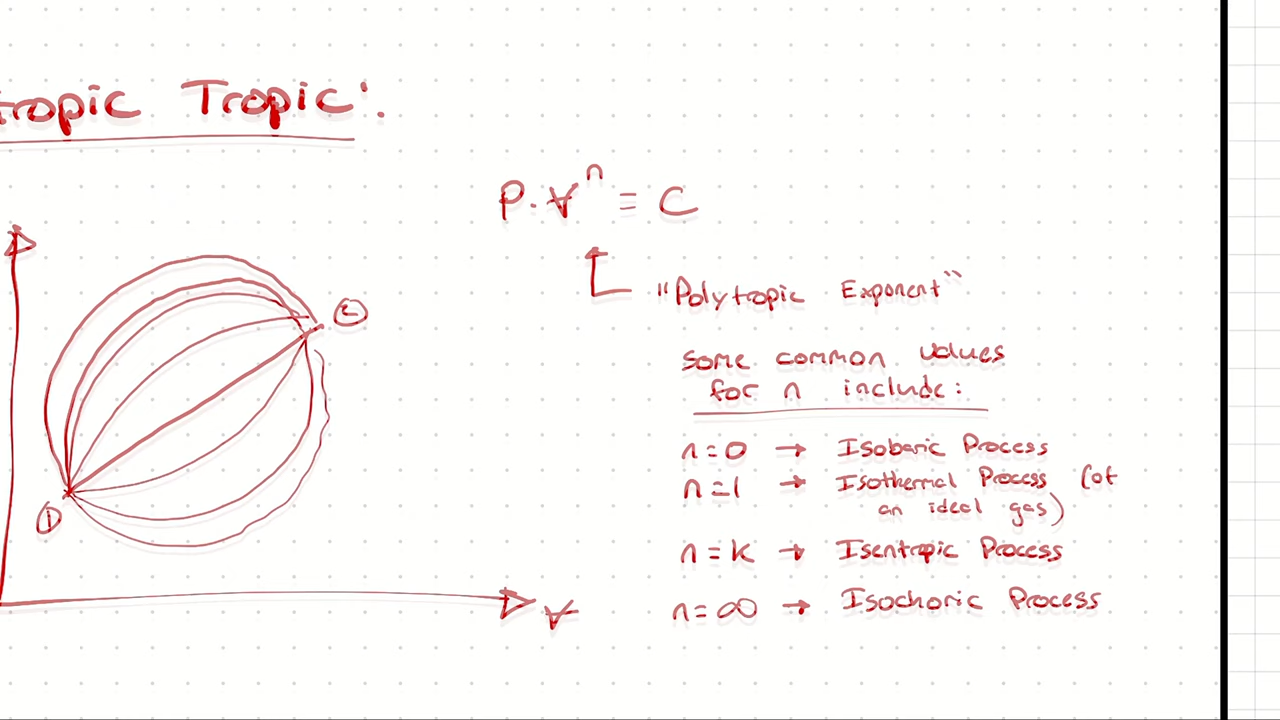 tropic Tropic:
P.V̶ⁿ = C
"Polytropic Exponent"
Some common values
for n include:
n=0 → Isobaric Process
n=1 → Isothermal Process (of
an ideal gas)
n=k → Isentropic Process
n=∞ → Isochoric Process
②
①
V̶